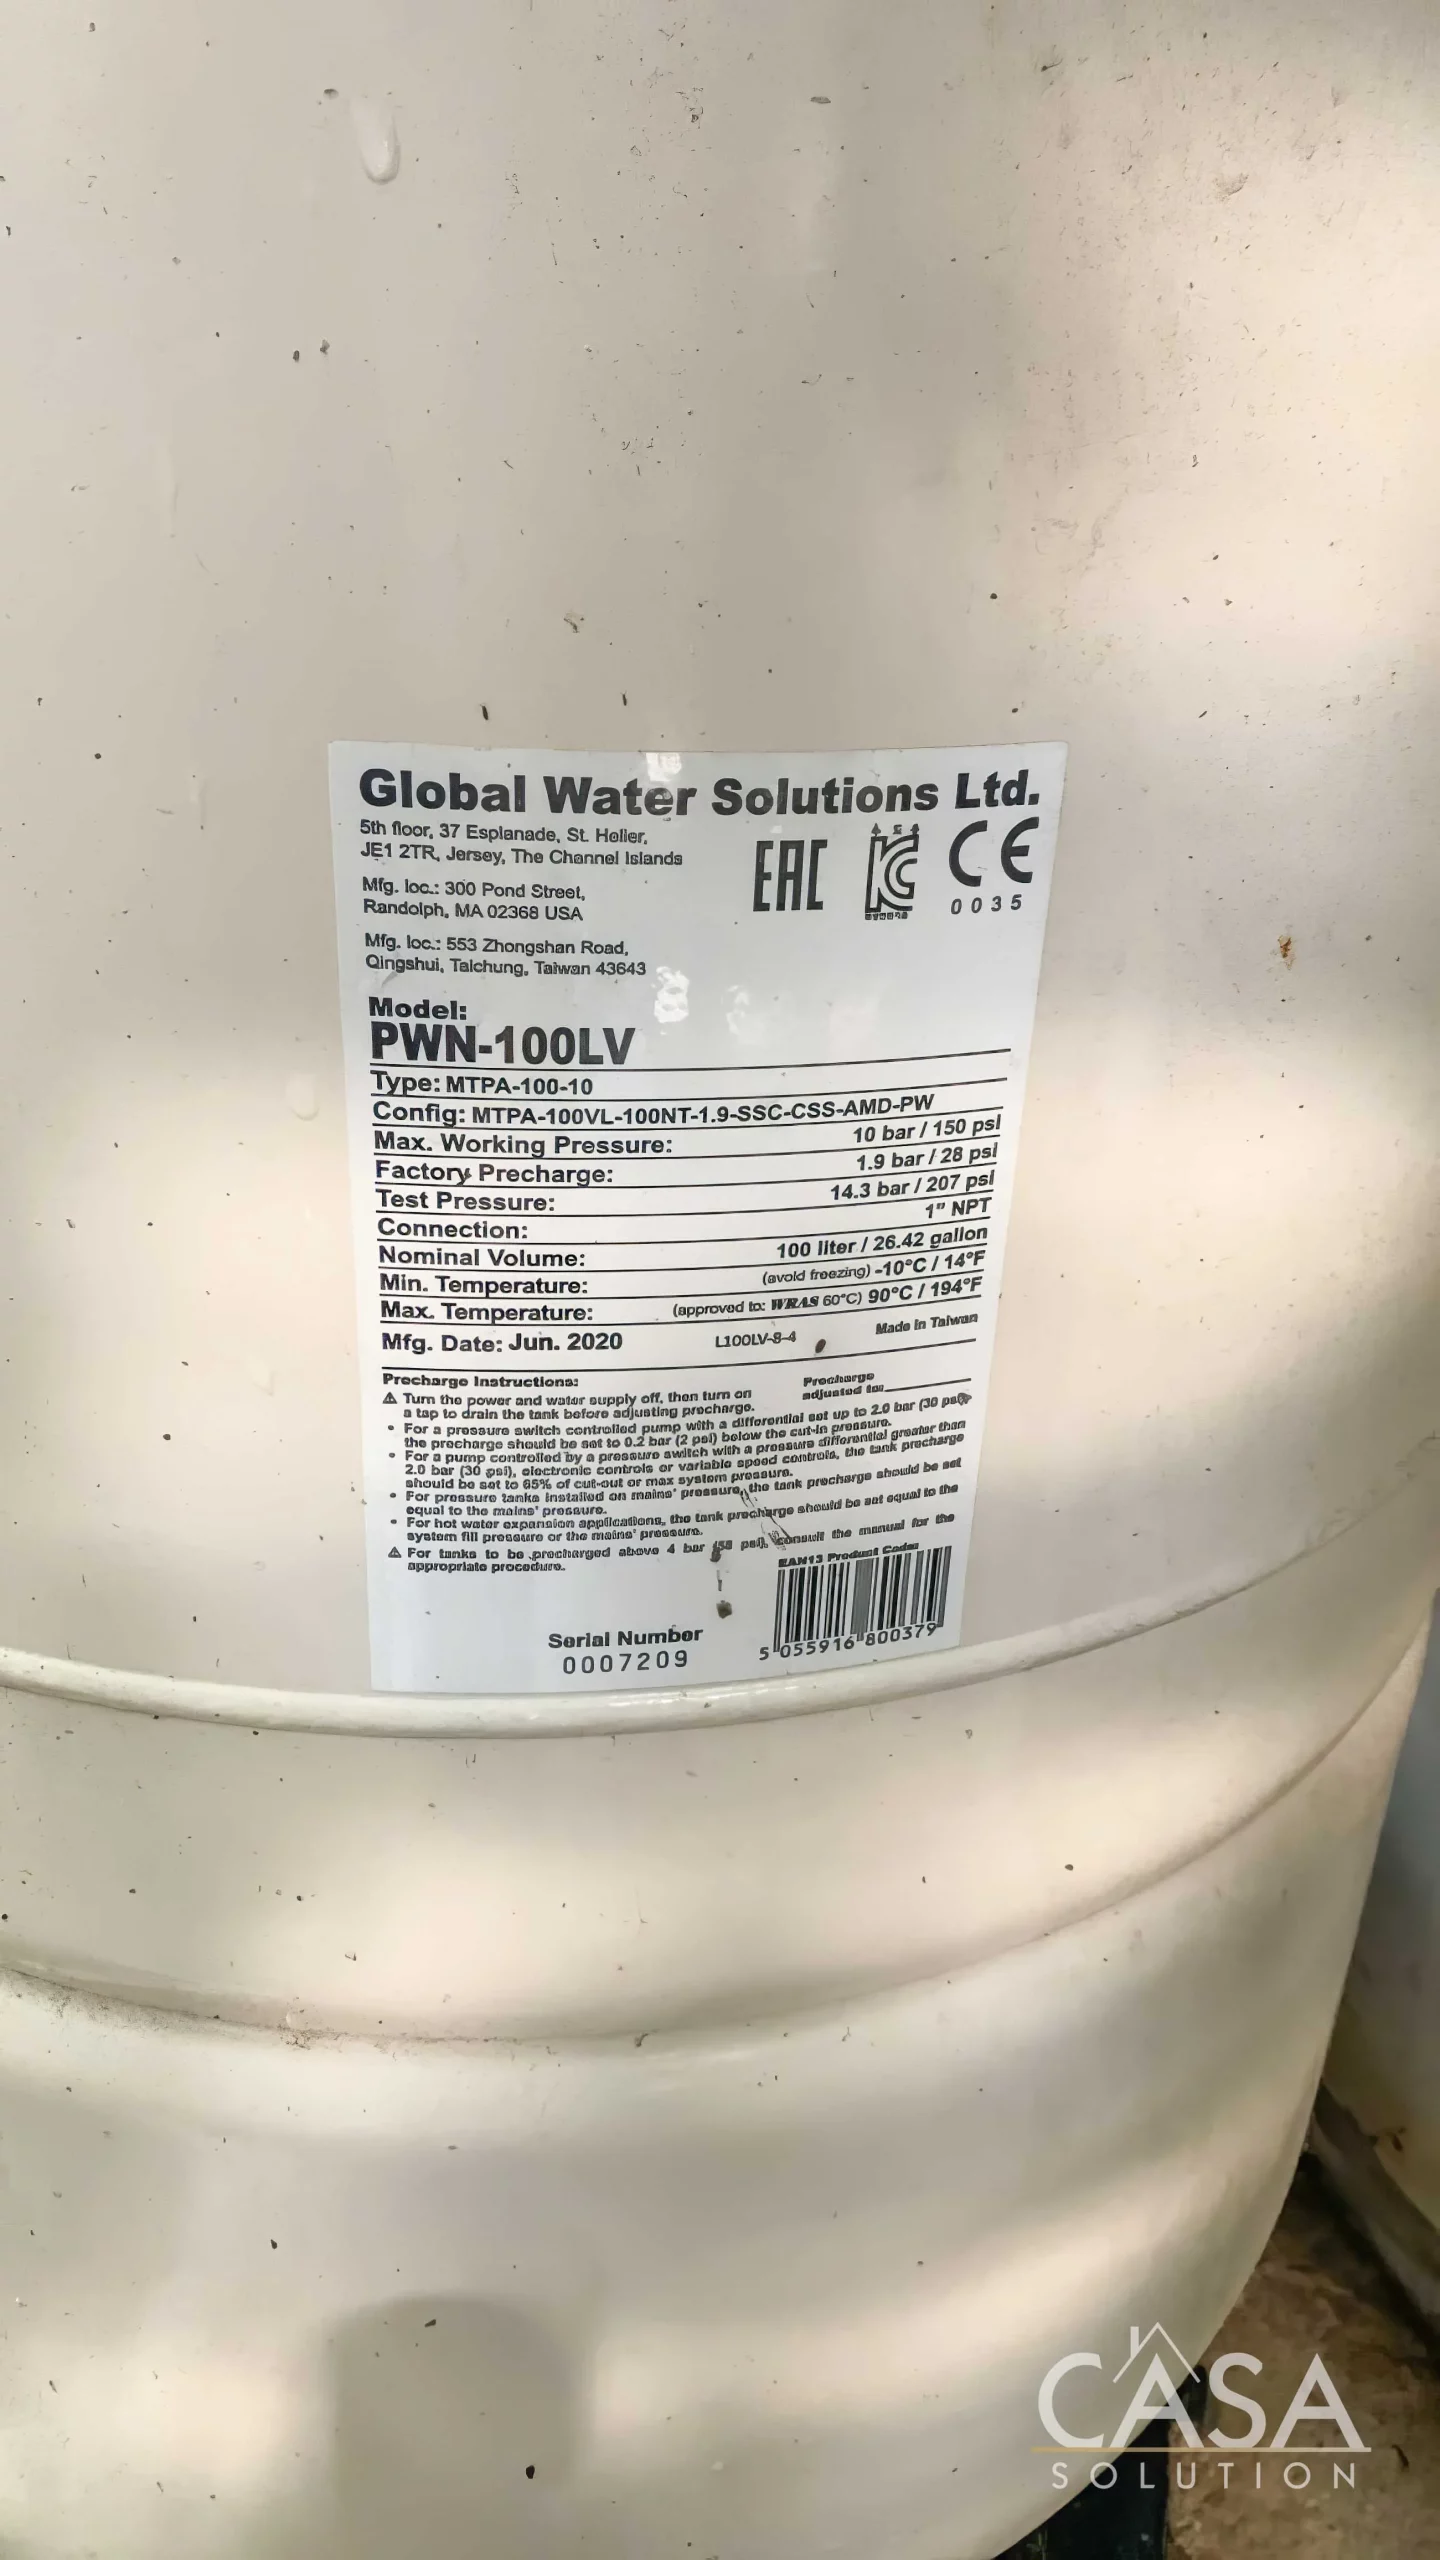 Global Water Solutions Ltd.
5th floor, 37 Esplanade, St. Helier,
JE1 2TR, Jersey, The Channel Islands
EAC
KC
CE
0035
Mfg. loc.: 300 Pond Street,
Randolph, MA 02368 USA
Mfg. loc.: 553 Zhongshan Road,
Qingshui, Taichung, Taiwan 43643
Model:
PWN-100LV
Type: MTPA-100-10
Config: MTPA-100VL-100NT-1.9-SSC-CSS-AMD-PW
Max. Working Pressure: 10 bar / 150 psi
Factory Precharge: 1.9 bar / 28 psi
Test Pressure: 14.3 bar / 207 psi
Connection: 1" NPT
Nominal Volume: 100 liter / 26.42 gallon
Min. Temperature: (avoid freezing) -10°C / 14°F
Max. Temperature: (approved to: WRAS 60°C) 90°C / 194°F
Mfg. Date: Jun. 2020 L100LV-8-4 Made in Taiwan
Precharge Instructions:
Precharge
adjusted to:
⚠ Turn the power and water supply off, then turn on
a tap to drain the tank before adjusting precharge.
• For a pressure switch controlled pump with a differential set up to 2.0 bar (30 psi)
the precharge should be set to 0.2 bar (2 psi) below the cut-in pressure.
• For a pump controlled by a pressure switch with a pressure differential greater than
2.0 bar (30 psi), electronic controls or variable speed controls, the tank precharge
should be set to 65% of cut-out or max system pressure.
• For pressure tanks installed on mains' pressure, the tank precharge should be set
equal to the mains' pressure.
• For hot water expansion applications, the tank precharge should be set equal to the
system fill pressure or the mains' pressure.
⚠ For tanks to be precharged above 4 bar (58 psi), consult the manual for the
appropriate procedure.
EAN13 Product Code:
5 055916 800379
Serial Number
0007209
CASA
SOLUTION